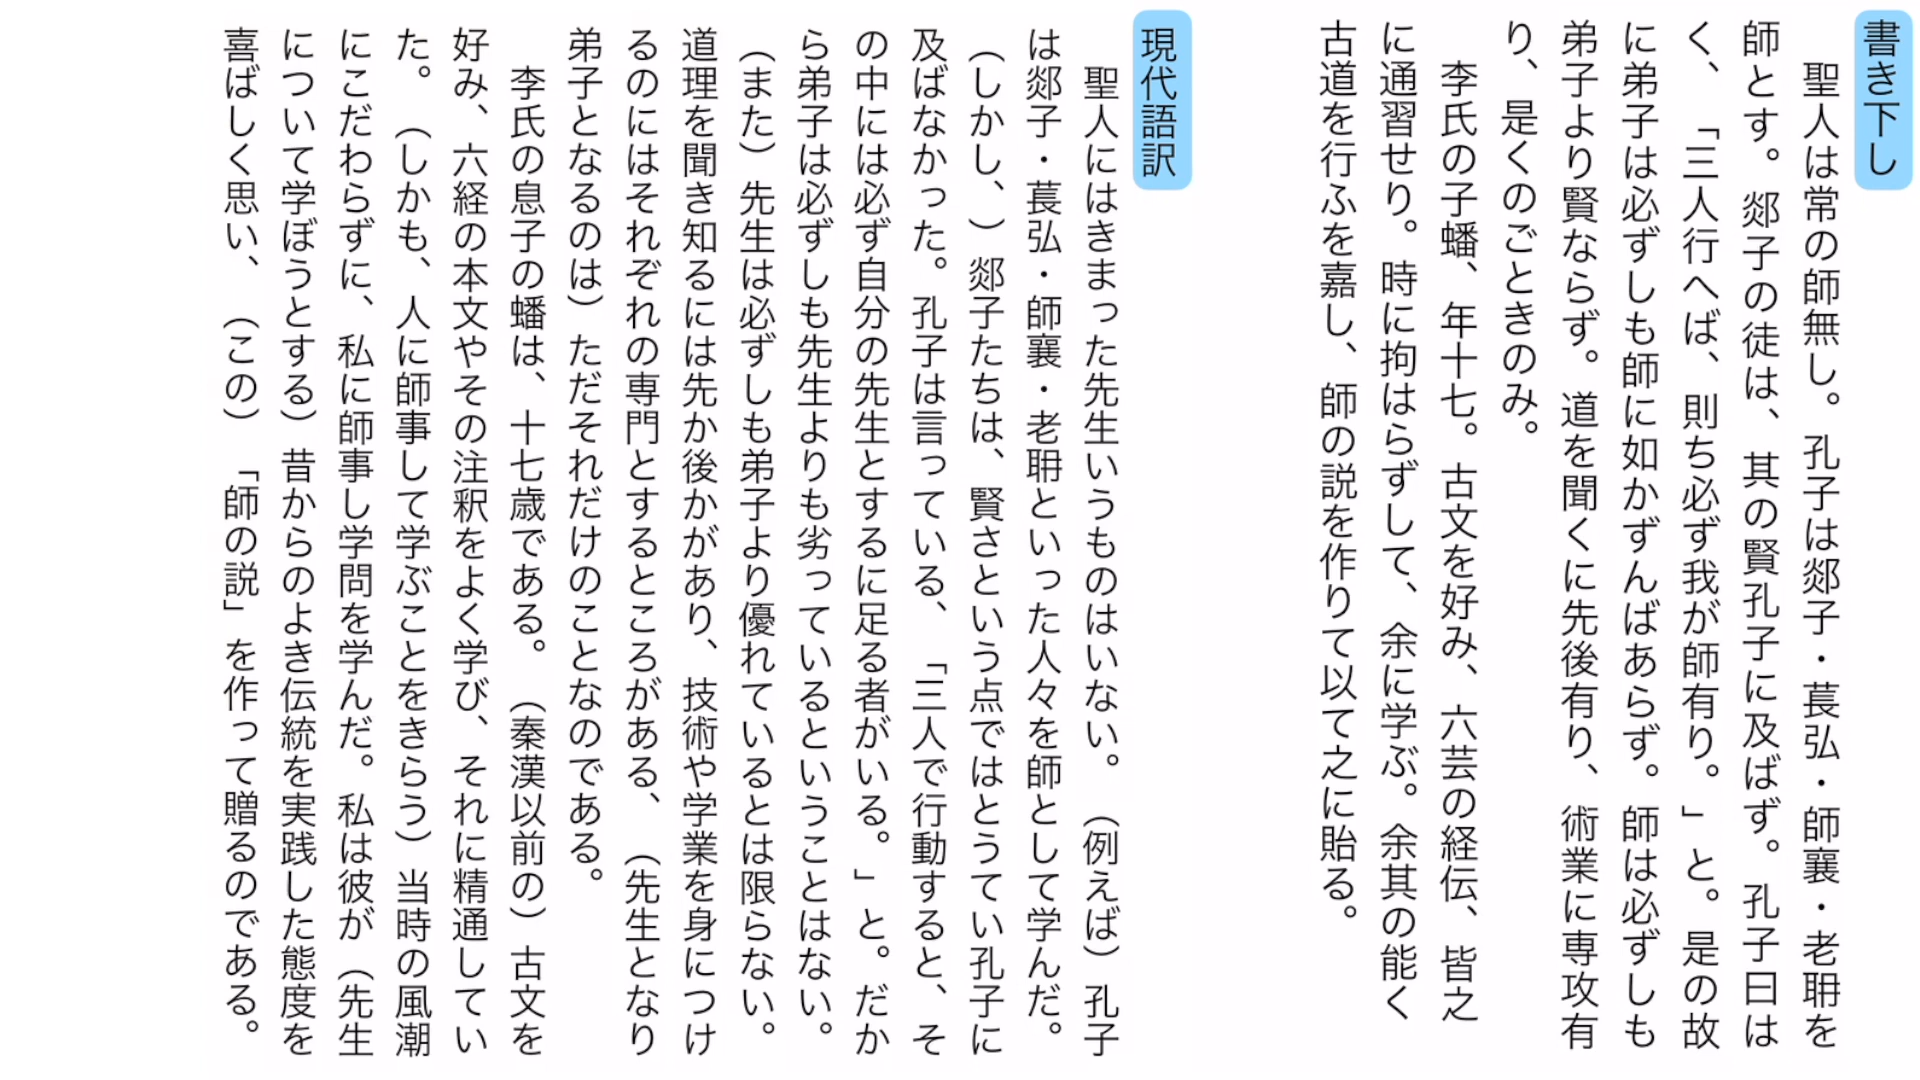 書き下し
聖人は常の師無し。孔子は郯子・萇弘・師襄・老聃を
師とす。郯子の徒は、其の賢孔子に及ばず。孔子曰は
く、「三人行へば、則ち必ず我が師有り。」と。是の故
に弟子は必ずしも師に如かずんばあらず。師は必ずしも
弟子より賢ならず。道を聞くに先後有り、術業に専攻有
り、是くのごときのみ。
李氏の子蟠、年十七。古文を好み、六芸の経伝、皆之
に通習せり。時に拘はらずして、余に学ぶ。余其の能く
古道を行ふを嘉し、師の説を作りて以て之に貽る。
現代語訳
聖人にはきまった先生いうものはいない。（例えば）孔子
は郯子・萇弘・師襄・老聃といった人々を師として学んだ。
（しかし、）郯子たちは、賢さという点ではとうてい孔子に
及ばなかった。孔子は言っている、「三人で行動すると、そ
の中には必ず自分の先生とするに足る者がいる。」と。だか
ら弟子は必ずしも先生よりも劣っているということはない。
（また）先生は必ずしも弟子より優れているとは限らない。
道理を聞き知るには先か後かがあり、技術や学業を身につけ
るのにはそれぞれの専門とするところがある、（先生となり
弟子となるのは）ただそれだけのことなのである。
李氏の息子の蟠は、十七歳である。（秦漢以前の）古文を
好み、六経の本文やその注釈をよく学び、それに精通してい
た。（しかも、人に師事して学ぶことをきらう）当時の風潮
にこだわらずに、私に師事し学問を学んだ。私は彼が（先生
について学ぼうとする）昔からのよき伝統を実践した態度を
喜ばしく思い、（この）「師の説」を作って贈るのである。